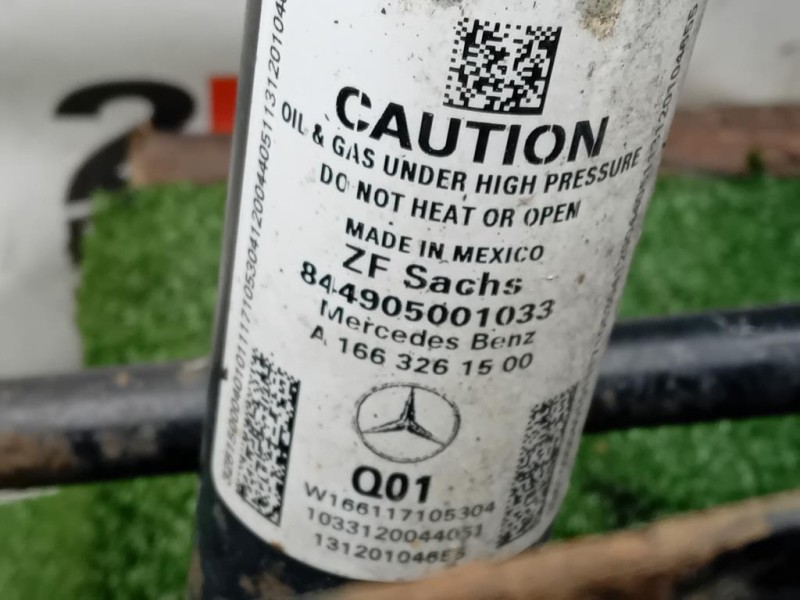 CAUTION
OIL & GAS UNDER HIGH PRESSURE
DO NOT HEAT OR OPEN
MADE IN MEXICO
ZF Sachs
844905001033
Mercedes Benz
A 166 326 15 00
Q01
W166117105304
1033120044051
131201046E5